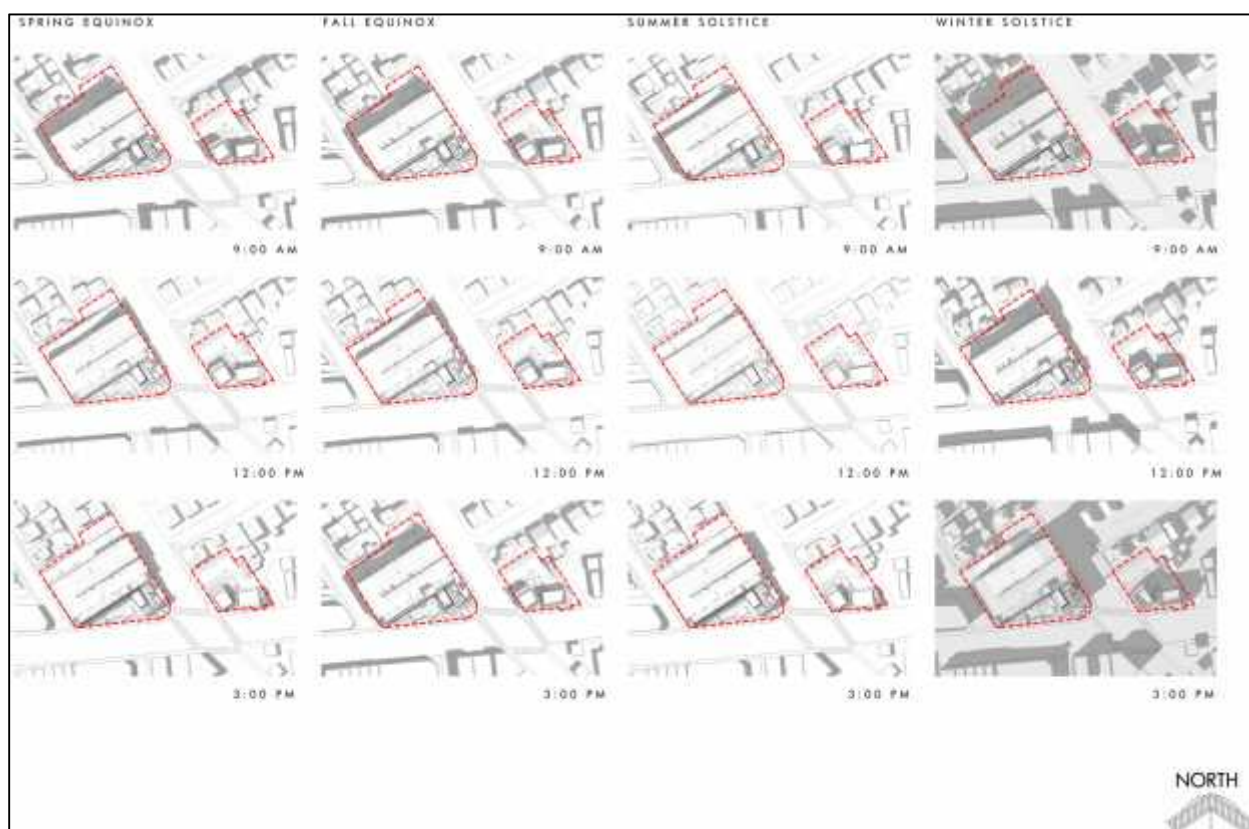 SPRING EQUINOX
FALL EQUINOX
SUMMER SOLSTICE
WINTER SOLSTICE
9:00 AM
9:00 AM
9:00 AM
9:00 AM
12:00 PM
12:00 PM
12:00 PM
12:00 PM
3:00 PM
3:00 PM
3:00 PM
3:00 PM
NORTH